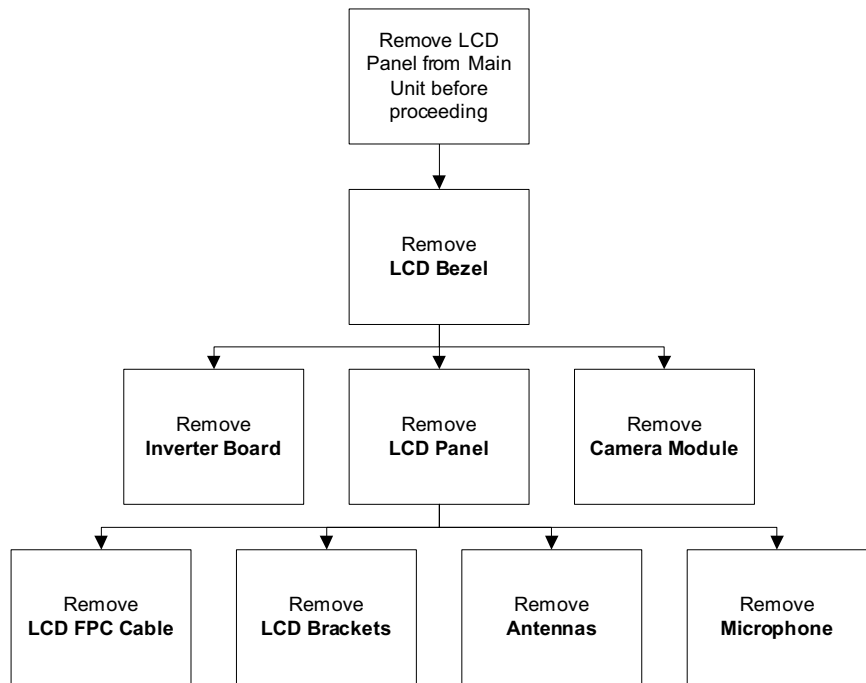 Remove LCD
Panel from Main
Unit before
proceeding
Remove
LCD Bezel
Remove
Inverter Board
Remove
LCD Panel
Remove
Camera Module
Remove
LCD FPC Cable
Remove
LCD Brackets
Remove
Antennas
Remove
Microphone